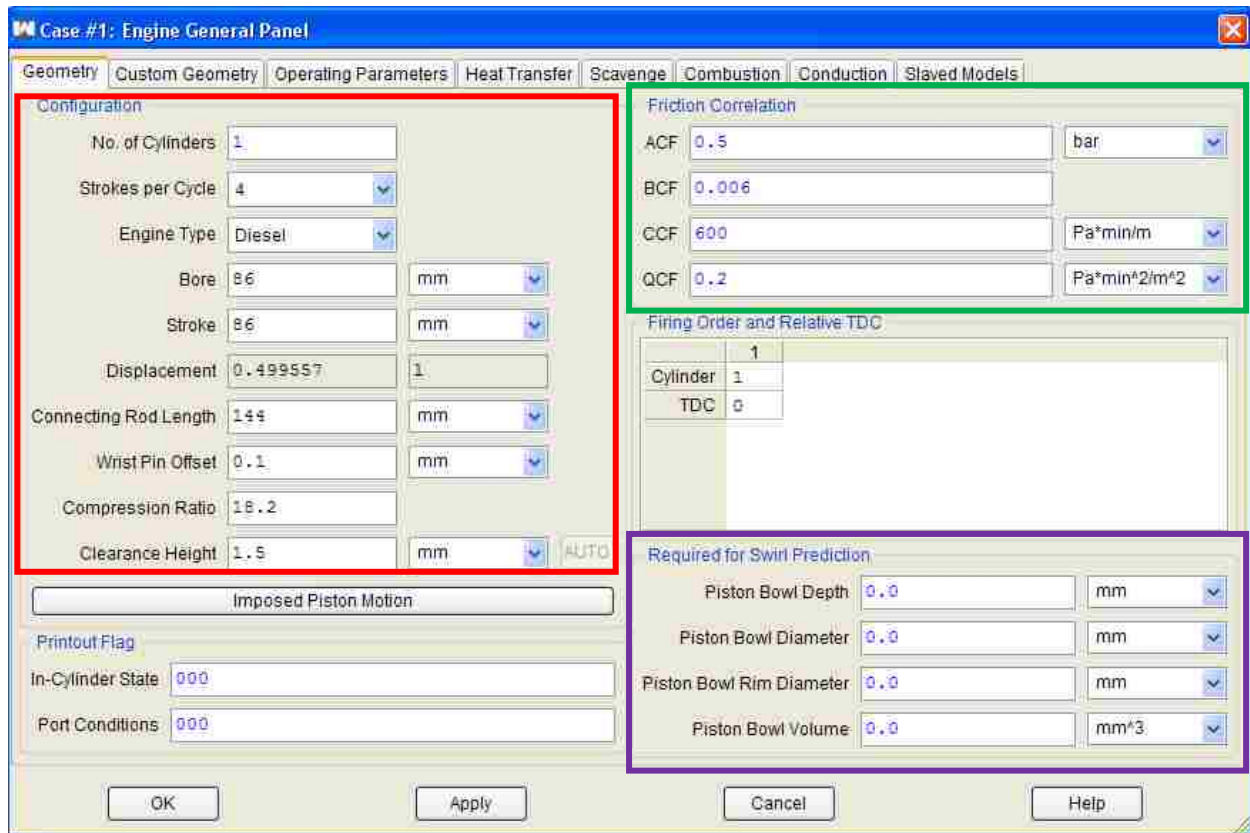 Case #1: Engine General Panel
Geometry Custom Geometry Operating Parameters Heat Transfer Scavenge Combustion Conduction Slaved Models
Configuration
No. of Cylinders 1
Strokes per Cycle 4
Engine Type Diesel
Bore 86 mm
Stroke 86 mm
Displacement 0.499557 l
Connecting Rod Length 144 mm
Wrist Pin Offset 0.1 mm
Compression Ratio 18.2
Clearance Height 1.5 mm AUTO
Imposed Piston Motion
Printout Flag
In-Cylinder State 000
Port Conditions 000
Friction Correlation
ACF 0.5 bar
BCF 0.006
CCF 600 Pa*min/m
QCF 0.2 Pa*min^2/m^2
Firing Order and Relative TDC
1
Cylinder 1
TDC 0
Required for Swirl Prediction
Piston Bowl Depth 0.0 mm
Piston Bowl Diameter 0.0 mm
Piston Bowl Rim Diameter 0.0 mm
Piston Bowl Volume 0.0 mm^3
OK Apply Cancel Help